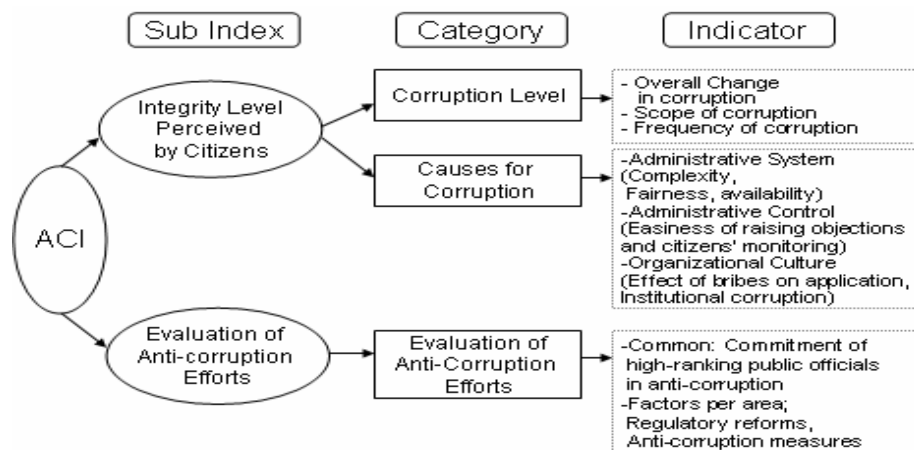 Sub Index
Category
Indicator
ACI
Integrity Level
Perceived
by Citizens
Corruption Level
- Overall Change
in corruption
- Scope of corruption
- Frequency of corruption
Causes for
Corruption
-Administrative System
(Complexity,
Fairness, availability)
-Administrative Control
(Easiness of raising objections
and citizens' monitoring)
-Organizational Culture
(Effect of bribes on application,
Institutional corruption)
Evaluation of
Anti-corruption
Efforts
Evaluation of
Anti-Corruption
Efforts
-Common: Commitment of
high-ranking public officials
in anti-corruption
-Factors per area;
Regulatory reforms,
Anti-corruption measures